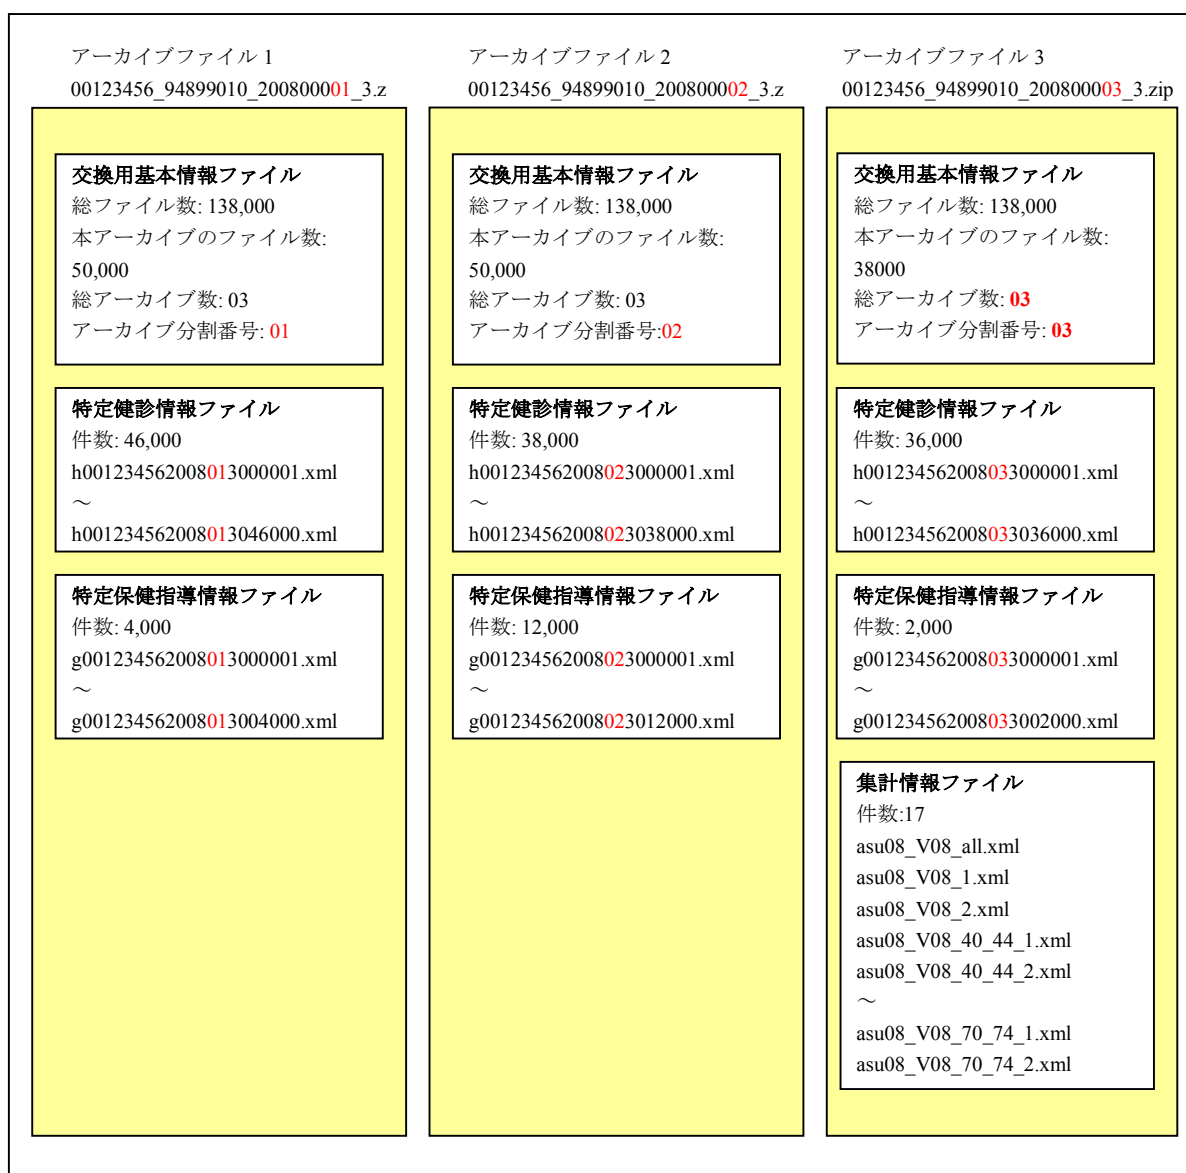 アーカイブファイル 1
00123456_94899010_200800001_3.z
交換用基本情報ファイル
総ファイル数: 138,000
本アーカイブのファイル数:
50,000
総アーカイブ数: 03
アーカイブ分割番号: 01
特定健診情報ファイル
件数: 46,000
h001234562008013000001.xml
～
h001234562008013046000.xml
特定保健指導情報ファイル
件数: 4,000
g001234562008013000001.xml
～
g001234562008013004000.xml
アーカイブファイル 2
00123456_94899010_200800002_3.z
交換用基本情報ファイル
総ファイル数: 138,000
本アーカイブのファイル数:
50,000
総アーカイブ数: 03
アーカイブ分割番号:02
特定健診情報ファイル
件数: 38,000
h001234562008023000001.xml
～
h001234562008023038000.xml
特定保健指導情報ファイル
件数: 12,000
g001234562008023000001.xml
～
g001234562008023012000.xml
アーカイブファイル 3
00123456_94899010_200800003_3.zip
交換用基本情報ファイル
総ファイル数: 138,000
本アーカイブのファイル数:
38000
総アーカイブ数: 03
アーカイブ分割番号: 03
特定健診情報ファイル
件数: 36,000
h001234562008033000001.xml
～
h001234562008033036000.xml
特定保健指導情報ファイル
件数: 2,000
g001234562008033000001.xml
～
g001234562008033002000.xml
集計情報ファイル
件数:17
asu08_V08_all.xml
asu08_V08_1.xml
asu08_V08_2.xml
asu08_V08_40_44_1.xml
asu08_V08_40_44_2.xml
～
asu08_V08_70_74_1.xml
asu08_V08_70_74_2.xml